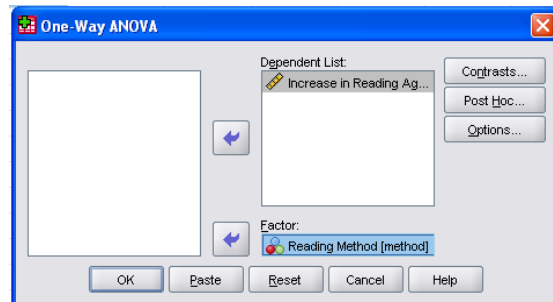 One-Way ANOVA
Dependent List:
Increase in Reading Ag...
Contrasts...
Post Hoc...
Options...
Factor:
Reading Method [method]
OK Paste Reset Cancel Help